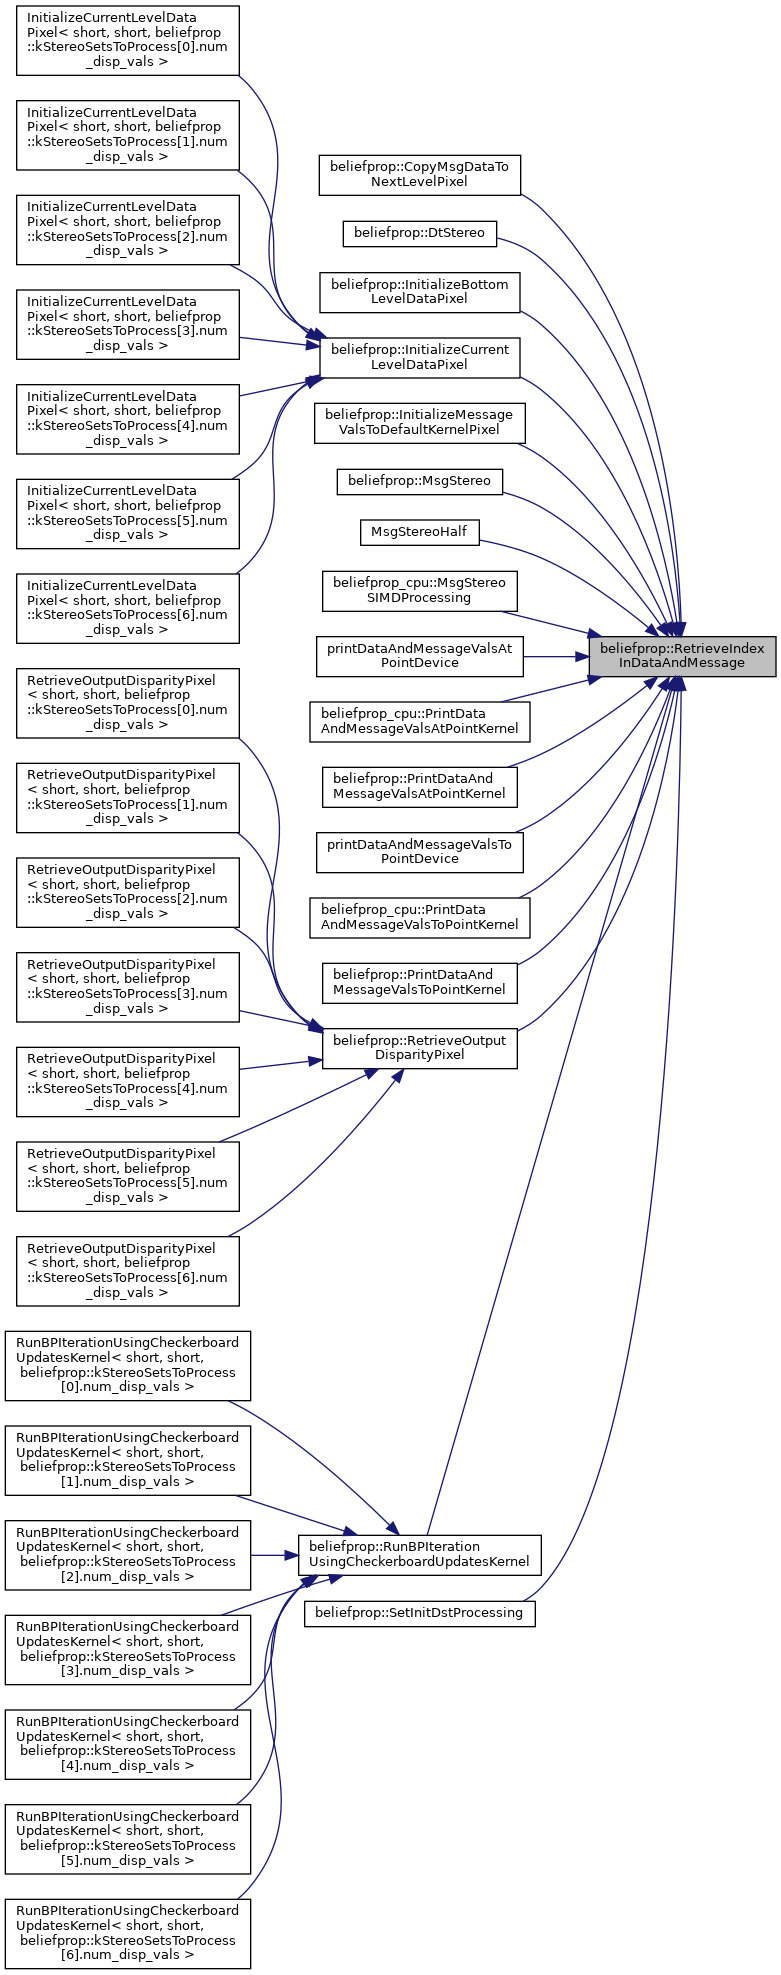 InitializeCurrentLevelData
Pixel< short, short, beliefprop
::kStereoSetsToProcess[0].num
_disp_vals >
InitializeCurrentLevelData
Pixel< short, short, beliefprop
::kStereoSetsToProcess[1].num
_disp_vals >
InitializeCurrentLevelData
Pixel< short, short, beliefprop
::kStereoSetsToProcess[2].num
_disp_vals >
InitializeCurrentLevelData
Pixel< short, short, beliefprop
::kStereoSetsToProcess[3].num
_disp_vals >
InitializeCurrentLevelData
Pixel< short, short, beliefprop
::kStereoSetsToProcess[4].num
_disp_vals >
InitializeCurrentLevelData
Pixel< short, short, beliefprop
::kStereoSetsToProcess[5].num
_disp_vals >
InitializeCurrentLevelData
Pixel< short, short, beliefprop
::kStereoSetsToProcess[6].num
_disp_vals >
RetrieveOutputDisparityPixel
< short, short, beliefprop
::kStereoSetsToProcess[0].num
_disp_vals >
RetrieveOutputDisparityPixel
< short, short, beliefprop
::kStereoSetsToProcess[1].num
_disp_vals >
RetrieveOutputDisparityPixel
< short, short, beliefprop
::kStereoSetsToProcess[2].num
_disp_vals >
RetrieveOutputDisparityPixel
< short, short, beliefprop
::kStereoSetsToProcess[3].num
_disp_vals >
RetrieveOutputDisparityPixel
< short, short, beliefprop
::kStereoSetsToProcess[4].num
_disp_vals >
RetrieveOutputDisparityPixel
< short, short, beliefprop
::kStereoSetsToProcess[5].num
_disp_vals >
RetrieveOutputDisparityPixel
< short, short, beliefprop
::kStereoSetsToProcess[6].num
_disp_vals >
RunBPIterationUsingCheckerboard
UpdatesKernel< short, short,
beliefprop::kStereoSetsToProcess
[0].num_disp_vals >
RunBPIterationUsingCheckerboard
UpdatesKernel< short, short,
beliefprop::kStereoSetsToProcess
[1].num_disp_vals >
RunBPIterationUsingCheckerboard
UpdatesKernel< short, short,
beliefprop::kStereoSetsToProcess
[2].num_disp_vals >
RunBPIterationUsingCheckerboard
UpdatesKernel< short, short,
beliefprop::kStereoSetsToProcess
[3].num_disp_vals >
RunBPIterationUsingCheckerboard
UpdatesKernel< short, short,
beliefprop::kStereoSetsToProcess
[4].num_disp_vals >
RunBPIterationUsingCheckerboard
UpdatesKernel< short, short,
beliefprop::kStereoSetsToProcess
[5].num_disp_vals >
RunBPIterationUsingCheckerboard
UpdatesKernel< short, short,
beliefprop::kStereoSetsToProcess
[6].num_disp_vals >
beliefprop::CopyMsgDataTo
NextLevelPixel
beliefprop::DtStereo
beliefprop::InitializeBottom
LevelDataPixel
beliefprop::InitializeCurrent
LevelDataPixel
beliefprop::InitializeMessage
ValsToDefaultKernelPixel
beliefprop::MsgStereo
MsgStereoHalf
beliefprop_cpu::MsgStereo
SIMDProcessing
printDataAndMessageValsAt
PointDevice
beliefprop_cpu::PrintData
AndMessageValsAtPointKernel
beliefprop::PrintDataAnd
MessageValsAtPointKernel
printDataAndMessageValsTo
PointDevice
beliefprop_cpu::PrintData
AndMessageValsToPointKernel
beliefprop::PrintDataAnd
MessageValsToPointKernel
beliefprop::RetrieveOutput
DisparityPixel
beliefprop::RunBPIteration
UsingCheckerboardUpdatesKernel
beliefprop::SetInitDstProcessing
beliefprop::RetrieveIndex
InDataAndMessage